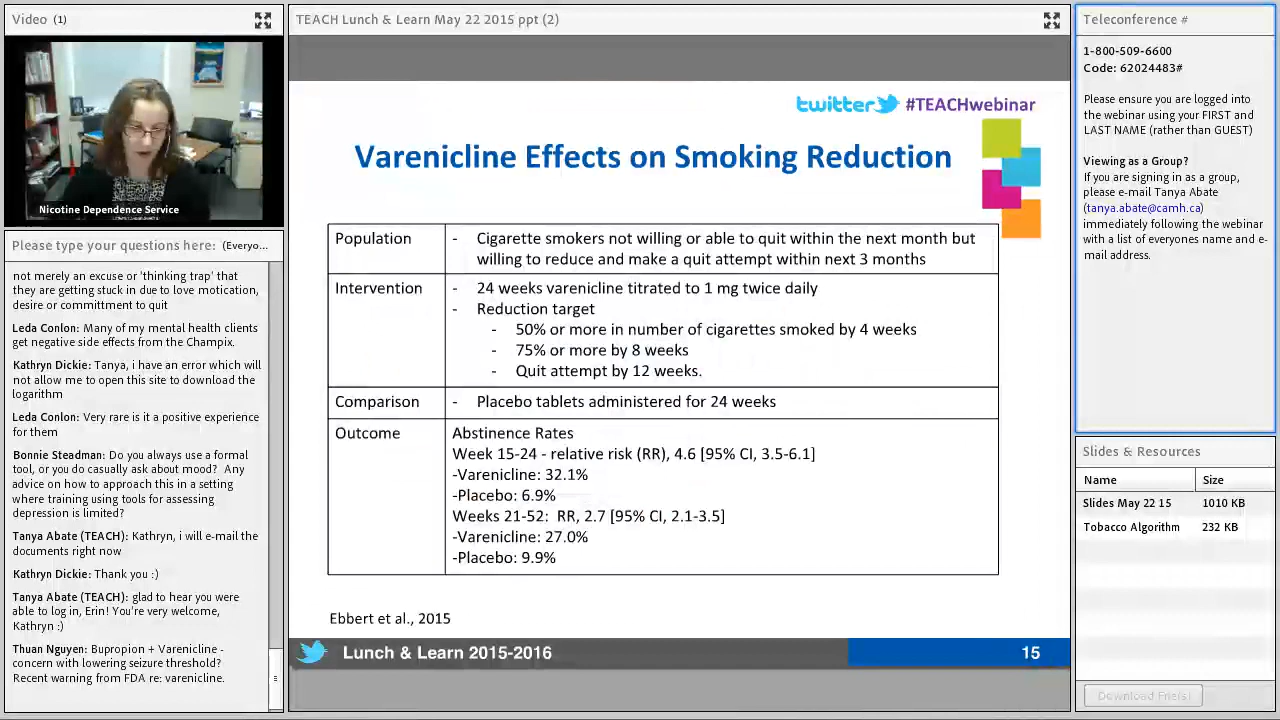 Video (1)
Nicotine Dependence Service
Please type your questions here: (Everyo...
not merely an excuse or 'thinking trap' that
they are getting stuck in due to love motication,
desire or committment to quit
Leda Conlon: Many of my mental health clients
get negative side effects from the Champix.
Kathryn Dickie: Tanya, i have an error which will
not allow me to open this site to download the
logarithm
Leda Conlon: Very rare is it a positive experience
for them
Bonnie Steadman: Do you always use a formal
tool, or you do casually ask about mood?  Any
advice on how to approach this in a setting
where training using tools for assessing
depression is limited?
Tanya Abate (TEACH): Kathryn, i will e-mail the
documents right now
Kathryn Dickie: Thank you :)
Tanya Abate (TEACH): glad to hear you were
able to log in, Erin! You're very welcome,
Kathryn :)
Thuan Nguyen: Bupropion + Varenicline -
concern with lowering seizure threshold?
Recent warning from FDA re: varenicline.
TEACH Lunch & Learn May 22 2015 ppt (2)
twitter #TEACHwebinar
Varenicline Effects on Smoking Reduction
Population
- Cigarette smokers not willing or able to quit within the next month but
willing to reduce and make a quit attempt within next 3 months
Intervention
- 24 weeks varenicline titrated to 1 mg twice daily
- Reduction target
- 50% or more in number of cigarettes smoked by 4 weeks
- 75% or more by 8 weeks
- Quit attempt by 12 weeks.
Comparison
- Placebo tablets administered for 24 weeks
Outcome
Abstinence Rates
Week 15-24 - relative risk (RR), 4.6 [95% CI, 3.5-6.1]
-Varenicline: 32.1%
-Placebo: 6.9%
Weeks 21-52:  RR, 2.7 [95% CI, 2.1-3.5]
-Varenicline: 27.0%
-Placebo: 9.9%
Ebbert et al., 2015
Lunch & Learn 2015-2016
15
Teleconference #
1-800-509-6600
Code: 62024483#
Please ensure you are logged into
the webinar using your FIRST and
LAST NAME (rather than GUEST)
Viewing as a Group?
If you are signing in as a group,
please e-mail Tanya Abate
(tanya.abate@camh.ca)
immediately following the webinar
with a list of everyones name and e-
mail address.
Slides & Resources
Name Size
Slides May 22 15 1010 KB
Tobacco Algorithm 232 KB
Download File(s)